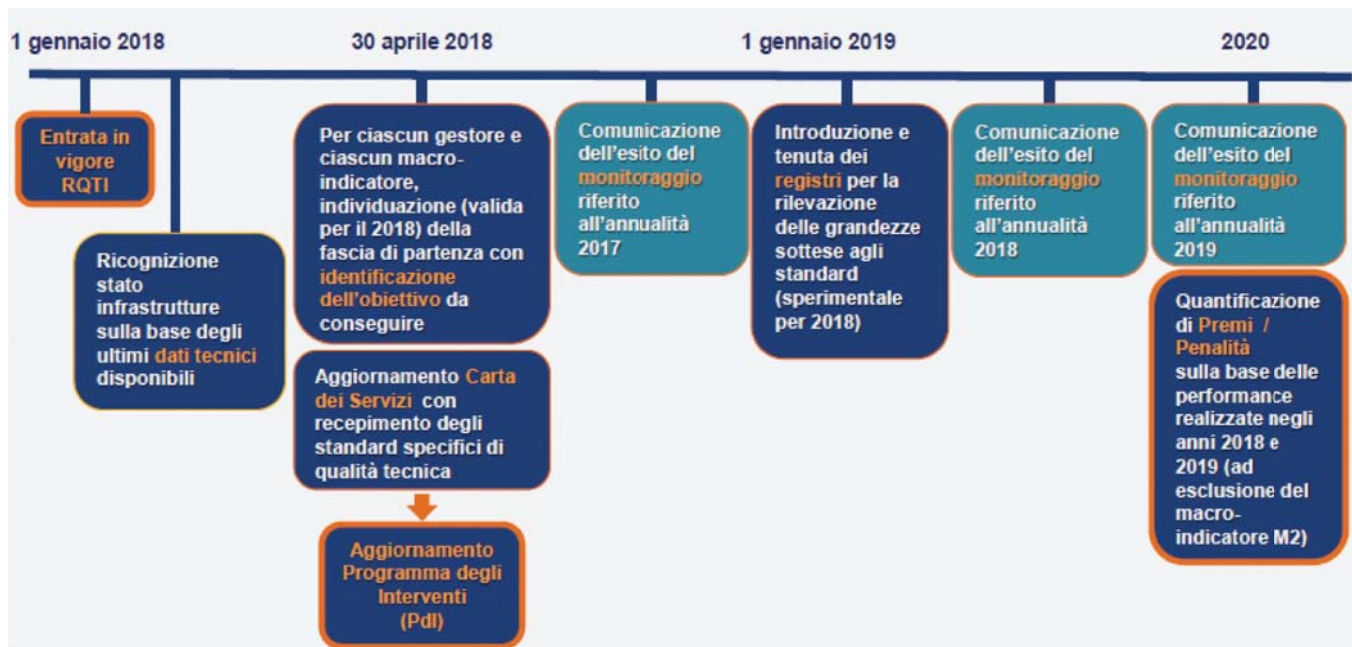 1 gennaio 2018
30 aprile 2018
1 gennaio 2019
2020
Entrata in
vigore
RQTI
Ricognizione
stato
infrastrutture
sulla base degli
ultimi dati tecnici
disponibili
Per ciascun gestore e
ciascun macro-
indicatore,
individuazione (valida
per il 2018) della
fascia di partenza con
identificazione
dell'obiettivo da
conseguire
Aggiornamento Carta
dei Servizi con
recepimento degli
standard specifici di
qualità tecnica
Aggiornamento
Programma degli
Interventi
(PdI)
Comunicazione
dell'esito del
monitoraggio
riferito
all'annualità
2017
Introduzione e
tenuta dei
registri per la
rilevazione
delle grandezze
sottese agli
standard
(sperimentale
per 2018)
Comunicazione
dell'esito del
monitoraggio
riferito
all'annualità
2018
Comunicazione
dell'esito del
monitoraggio
riferito
all'annualità
2019
Quantificazione
di Premi /
Penalità
sulla base delle
performance
realizzate negli
anni 2018 e
2019 (ad
esclusione del
macro-
indicatore M2)